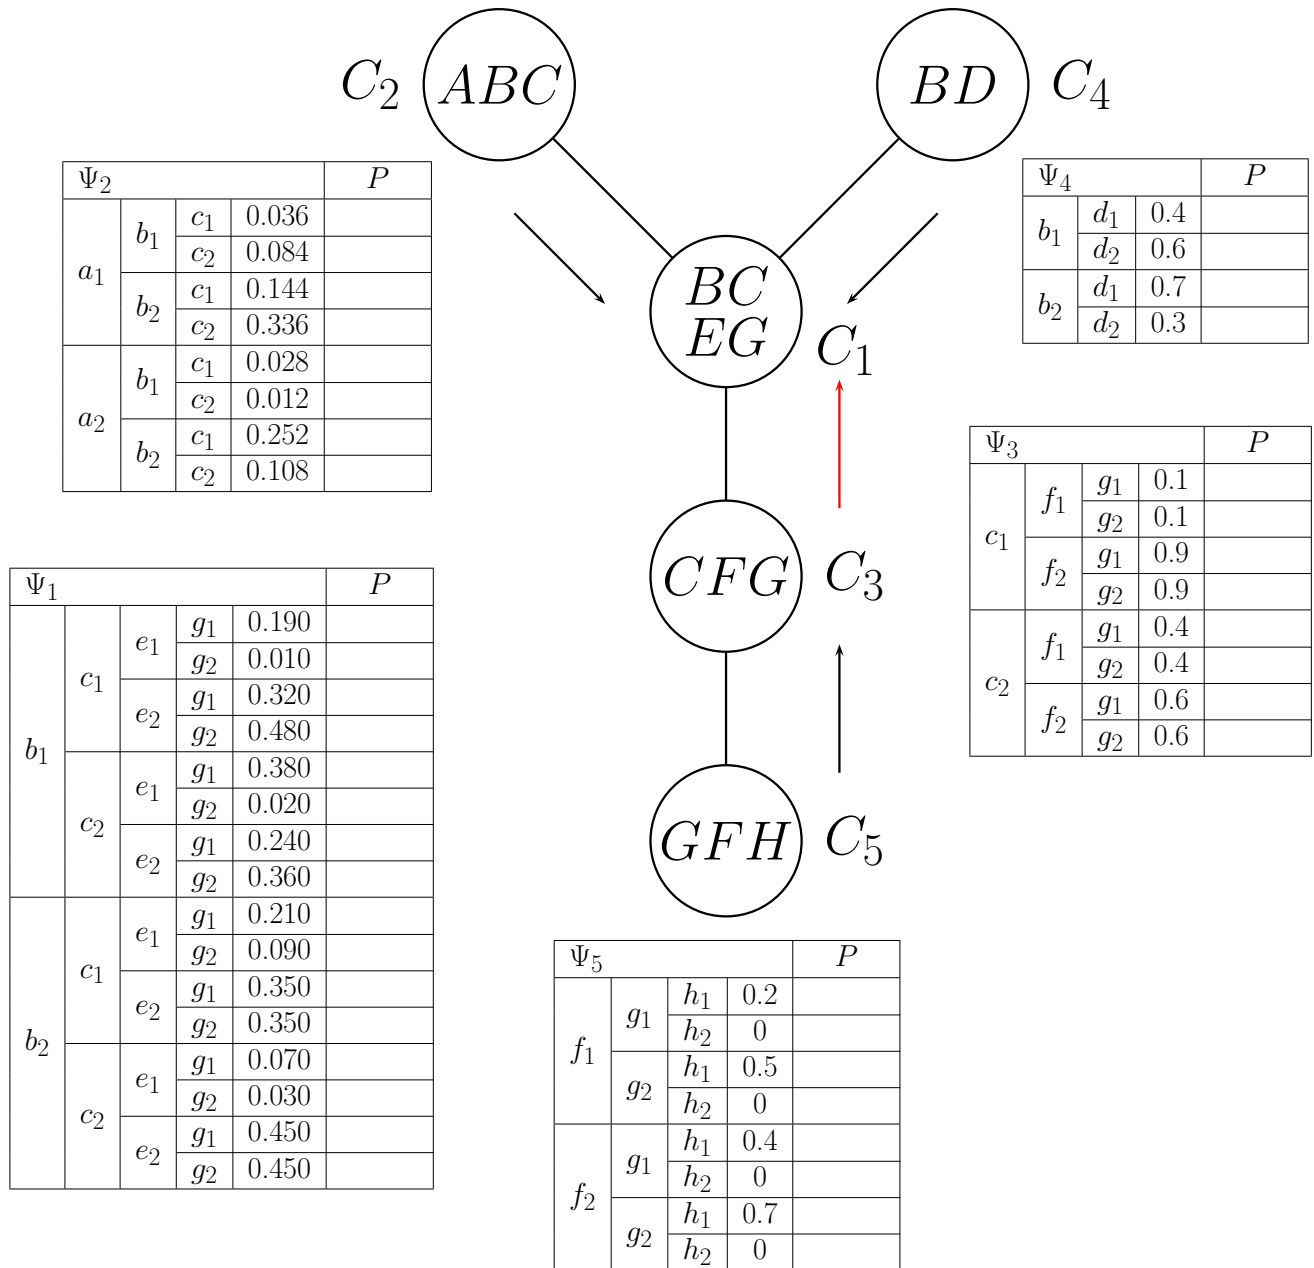 C2 ABC
BD C4
Ψ2 P
a1 b1 c1 0.036
c2 0.084
b2 c1 0.144
c2 0.336
a2 b1 c1 0.028
c2 0.012
b2 c1 0.252
c2 0.108
Ψ4 P
b1 d1 0.4
d2 0.6
b2 d1 0.7
d2 0.3
BC
EG
C1
Ψ3 P
c1 f1 g1 0.1
g2 0.1
f2 g1 0.9
g2 0.9
c2 f1 g1 0.4
g2 0.4
f2 g1 0.6
g2 0.6
CFG C3
Ψ1 P
b1 c1 e1 g1 0.190
g2 0.010
e2 g1 0.320
g2 0.480
c2 e1 g1 0.380
g2 0.020
e2 g1 0.240
g2 0.360
b2 c1 e1 g1 0.210
g2 0.090
e2 g1 0.350
g2 0.350
c2 e1 g1 0.070
g2 0.030
e2 g1 0.450
g2 0.450
GFH C5
Ψ5 P
f1 g1 h1 0.2
h2 0
g2 h1 0.5
h2 0
f2 g1 h1 0.4
h2 0
g2 h1 0.7
h2 0